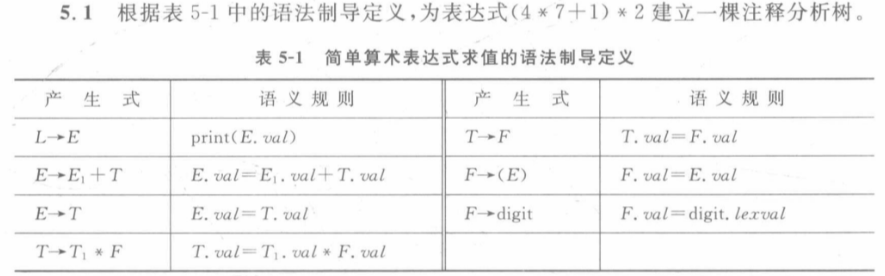 5.1 根据表 5-1 中的语法制导定义,为表达式(4*7+1)*2 建立一棵注释分析树。
表 5-1 简单算术表达式求值的语法制导定义
产 生 式 语 义 规 则 产 生 式 语 义 规 则
L→E print(E.val) T→F T.val=F.val
E→E₁+T E.val=E₁.val+T.val F→(E) F.val=E.val
E→T E.val=T.val F→digit F.val=digit.lexval
T→T₁*F T.val=T₁.val*F.val